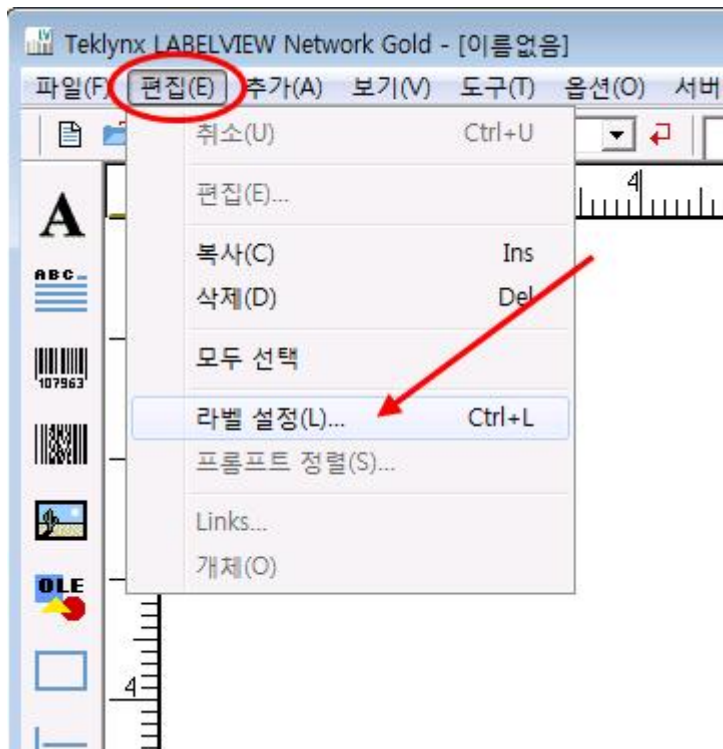 Teklynx LABELVIEW Network Gold - [이름없음]
파일(F) 편집(E) 추가(A) 보기(V) 도구(T) 옵션(O) 서버
취소(U) Ctrl+U
편집(E)...
복사(C) Ins
삭제(D) Del
모두 선택
라벨 설정(L)... Ctrl+L
프롬프트 정렬(S)...
Links...
개체(O)
4
A
ABC
107963
OLE
4